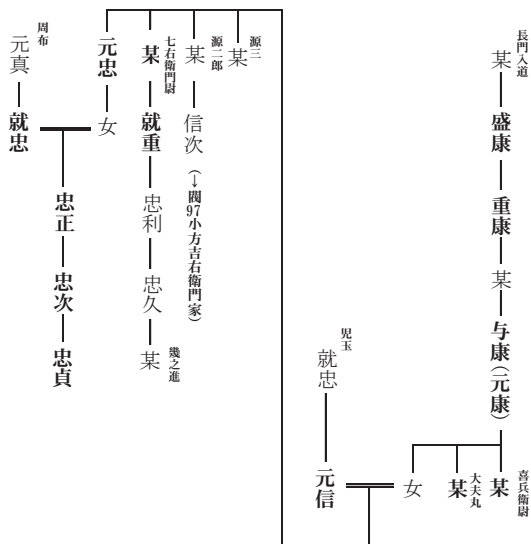 長門入道
某
盛康
重康
某
与康（元康）
喜兵衛尉
某
大夫丸
某
女
児玉
就忠
元信
源三
某
源二郎
某
信次
（→閥97小方吉右衛門家）
七右衛門尉
某
就重
忠利
忠久
幾之進
某
元忠
女
周布
元真
就忠
忠正
忠次
忠貞